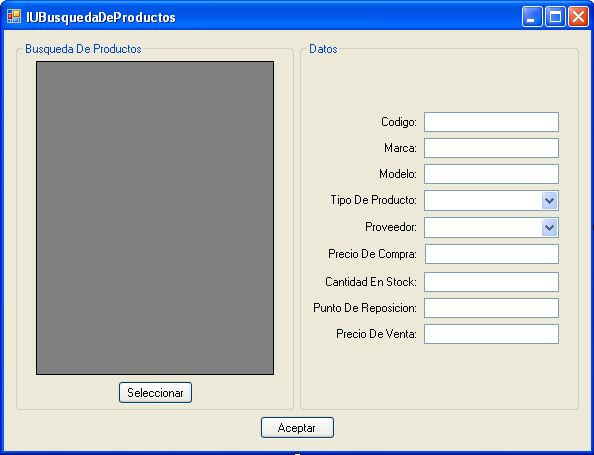 IUBusquedaDeProductos
Busqueda De Productos
Datos
Codigo:
Marca:
Modelo:
Tipo De Producto:
Proveedor:
Precio De Compra:
Cantidad En Stock:
Punto De Reposicion:
Precio De Venta:
Seleccionar
Aceptar